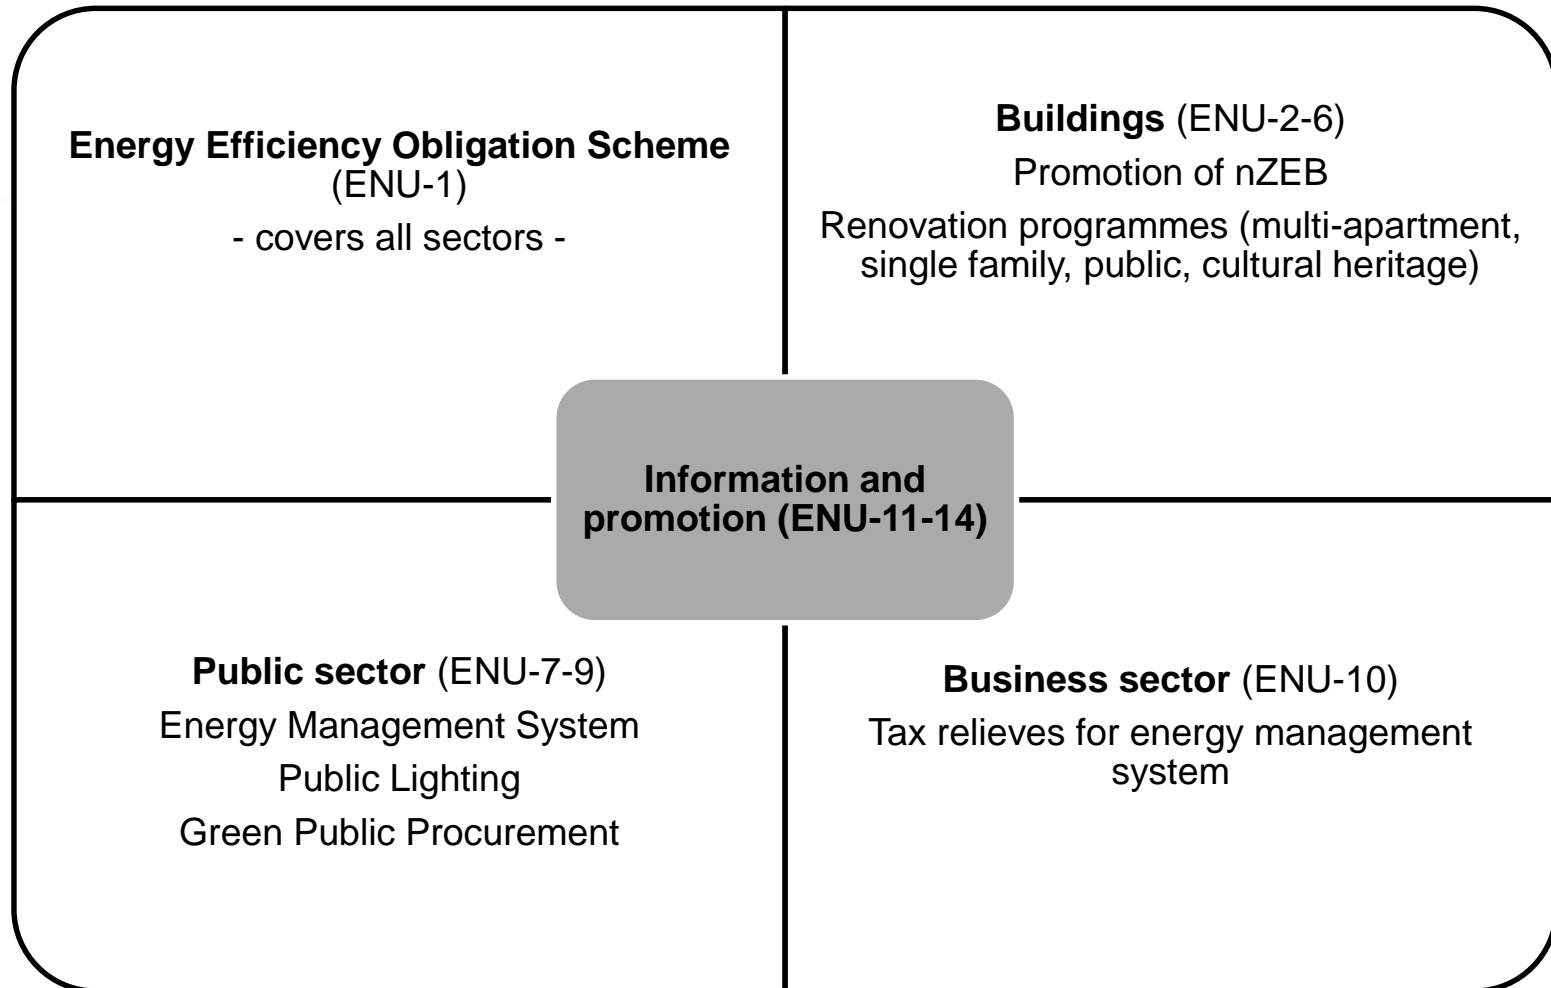 Energy Efficiency Obligation Scheme
(ENU-1)
- covers all sectors -
Buildings (ENU-2-6)
Promotion of nZEB
Renovation programmes (multi-apartment,
single family, public, cultural heritage)
Information and
promotion (ENU-11-14)
Public sector (ENU-7-9)
Energy Management System
Public Lighting
Green Public Procurement
Business sector (ENU-10)
Tax relieves for energy management
system